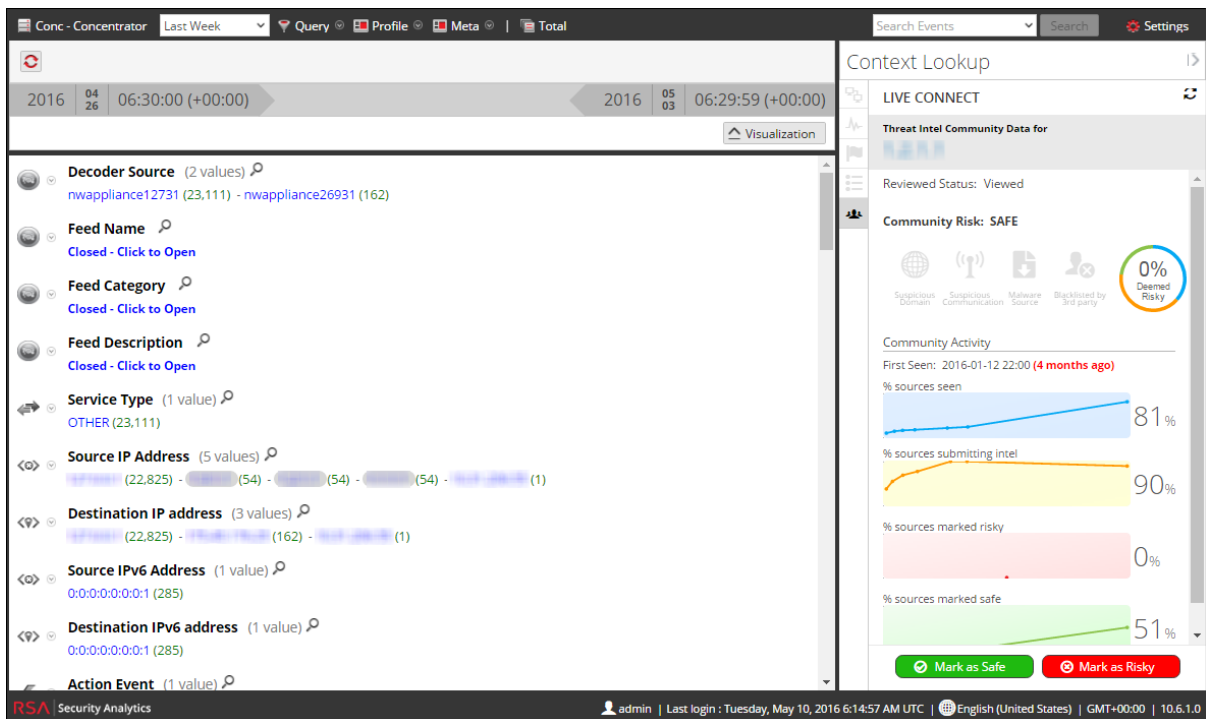 Conc - Concentrator Last Week Query Profile Meta | Total Search Events Search Settings
2016 04 26 06:30:00 (+00:00) 2016 05 03 06:29:59 (+00:00)
Visualization
Decoder Source (2 values)
nwappliance12731 (23,111) - nwappliance26931 (162)
Feed Name
Closed - Click to Open
Feed Category
Closed - Click to Open
Feed Description
Closed - Click to Open
Service Type (1 value)
OTHER (23,111)
Source IP Address (5 values)
(22,825) - (54) - (54) - (54) - (1)
Destination IP address (3 values)
(22,825) - (162) - (1)
Source IPv6 Address (1 value)
0:0:0:0:0:0:0:1 (285)
Destination IPv6 address (1 value)
0:0:0:0:0:0:0:1 (285)
Action Event (1 value)
Context Lookup
LIVE CONNECT
Threat Intel Community Data for
Reviewed Status: Viewed
Community Risk: SAFE
Suspicious Domain
Suspicious Communication
Malware Source
Blacklisted by 3rd party
0%
Deemed
Risky
Community Activity
First Seen: 2016-01-12 22:00 (4 months ago)
% sources seen
81%
% sources submitting intel
90%
% sources marked risky
0%
% sources marked safe
51%
Mark as Safe Mark as Risky
RSA Security Analytics admin | Last login : Tuesday, May 10, 2016 6:14:57 AM UTC | English (United States) | GMT+00:00 | 10.6.1.0